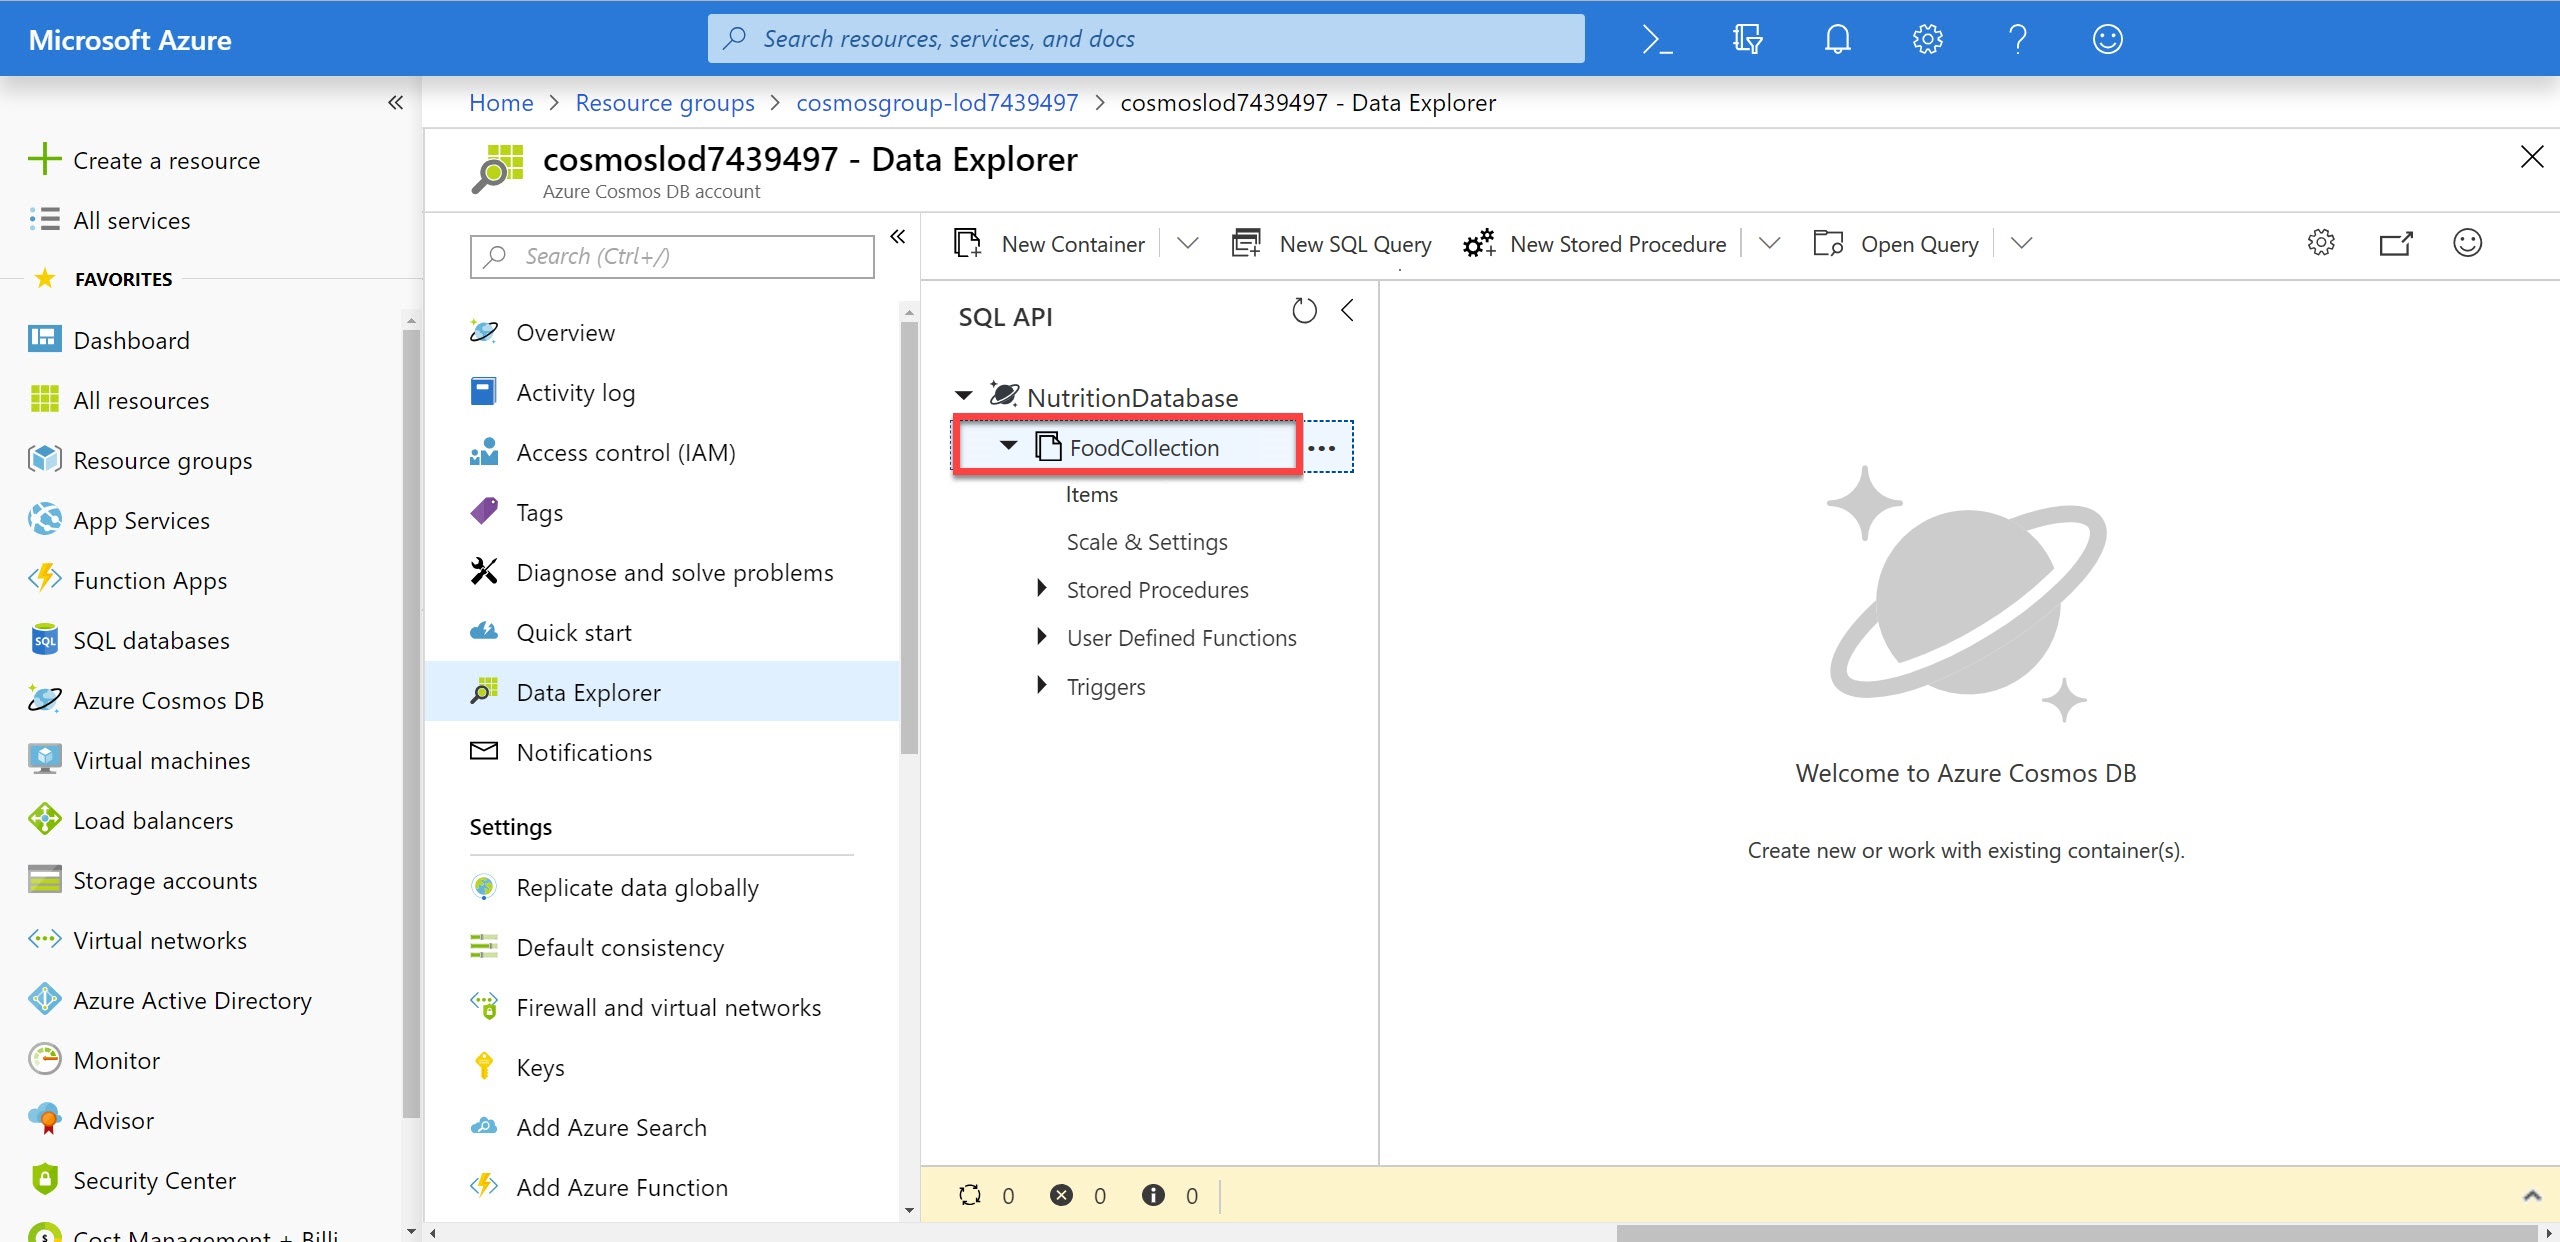 Microsoft Azure
Search resources, services, and docs
Home > Resource groups > cosmosgroup-lod7439497 > cosmoslod7439497 - Data Explorer
Create a resource
All services
FAVORITES
Dashboard
All resources
Resource groups
App Services
Function Apps
SQL databases
Azure Cosmos DB
Virtual machines
Load balancers
Storage accounts
Virtual networks
Azure Active Directory
Monitor
Advisor
Security Center
Cost Management + Billi
cosmoslod7439497 - Data Explorer
Azure Cosmos DB account
Search (Ctrl+/)
Overview
Activity log
Access control (IAM)
Tags
Diagnose and solve problems
Quick start
Data Explorer
Notifications
Settings
Replicate data globally
Default consistency
Firewall and virtual networks
Keys
Add Azure Search
Add Azure Function
New Container
New SQL Query
New Stored Procedure
Open Query
SQL API
NutritionDatabase
FoodCollection
Items
Scale & Settings
Stored Procedures
User Defined Functions
Triggers
Welcome to Azure Cosmos DB
Create new or work with existing container(s).
0 0 0